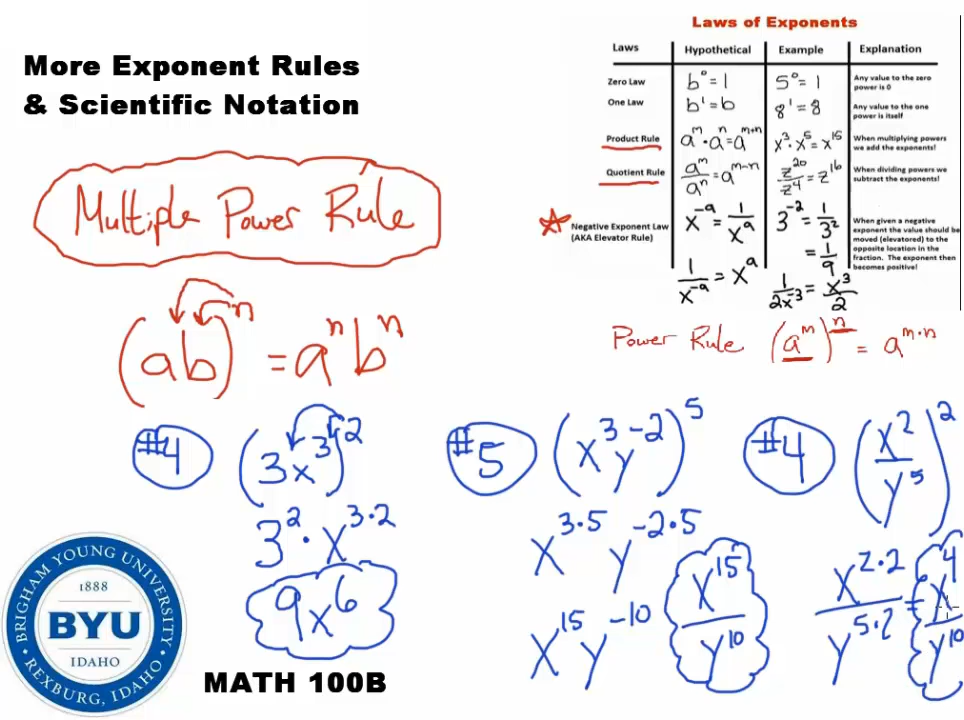 Laws of Exponents
More Exponent Rules
& Scientific Notation
Laws Hypothetical Example Explanation
Zero Law b⁰ = 1 5⁰ = 1 Any value to the zero power is 0
One Law b¹ = b 8¹ = 8 Any value to the one power is itself
Product Rule aᵐ · aⁿ = aᵐ⁺ⁿ x³ · x⁵ = x¹⁵ When multiplying powers we add the exponents!
Quotient Rule aᵐ/aⁿ = aᵐ⁻ⁿ z²⁰/z⁴ = z¹⁶ When dividing powers we subtract the exponents!
Negative Exponent Law (AKA Elevator Rule) x⁻ᵃ = 1/xᵃ 3⁻² = 1/3² = 1/9 When given a negative exponent the value should be moved (elevatored) to the opposite location in the fraction. The exponent then becomes positive!
1/x⁻ᵃ = xᵃ 1/2x⁻³ = x³/2
Multiple Power Rule
(ab)ⁿ = aⁿbⁿ
Power Rule (aᵐ)ⁿ = aᵐ·ⁿ
#4 (3x³)²
3² · x³·²
9x⁶
#5 (x³y⁻²)⁵
x³·⁵ y⁻²·⁵
x¹⁵y⁻¹⁰ x¹⁵/y¹⁰
#4 (x²/y⁵)²
x²·²/y⁵·² = x⁴/y¹⁰
BRIGHAM YOUNG UNIVERSITY
1888
BYU
IDAHO
REXBURG, IDAHO
MATH 100B